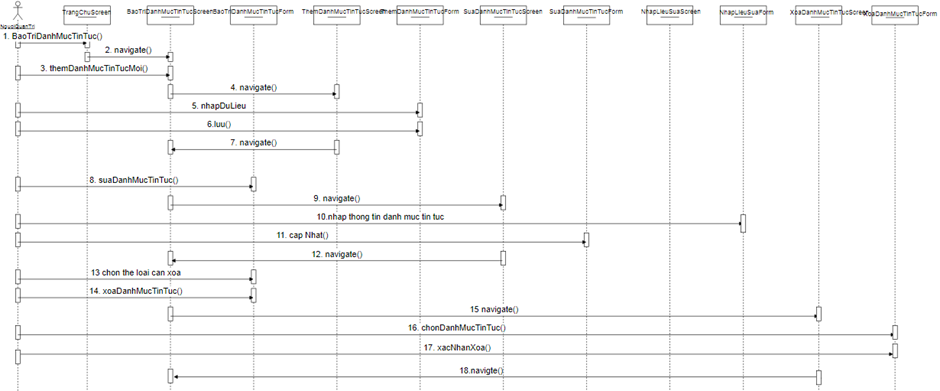 TrangChuScreen
BaoTriDanhMucTinTucScreen
BaoTriDanhMucTinTucForm
ThemDanhMucTinTucScreen
ThemDanhMucTinTucForm
SuaDanhMucTinTucScreen
SuaDanhMucTinTucForm
NhapLieuSuaScreen
NhapLieuSuaForm
XoaDanhMucTinTucScreen
XoaDanhMucTinTucForm
NguoiQuanTri
1. BaoTriDanhMucTinTuc()
2. navigate()
3. themDanhMucTinTucMoi()
4. navigate()
5. nhapDuLieu
6.luu()
7. navigate()
8. suaDanhMucTinTuc()
9. navigate()
10.nhap thong tin danh muc tin tuc
11. cap Nhat()
12. navigate()
13 chon the loai can xoa
14. xoaDanhMucTinTuc()
15 navigate()
16. chonDanhMucTinTuc()
17. xacNhanXoa()
18.navigte()